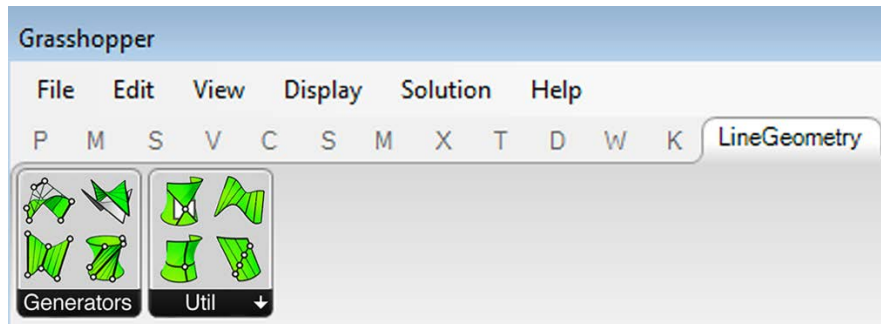 Grasshopper
File Edit View Display Solution Help
P M S V C S M X T D W K LineGeometry
Generators Util